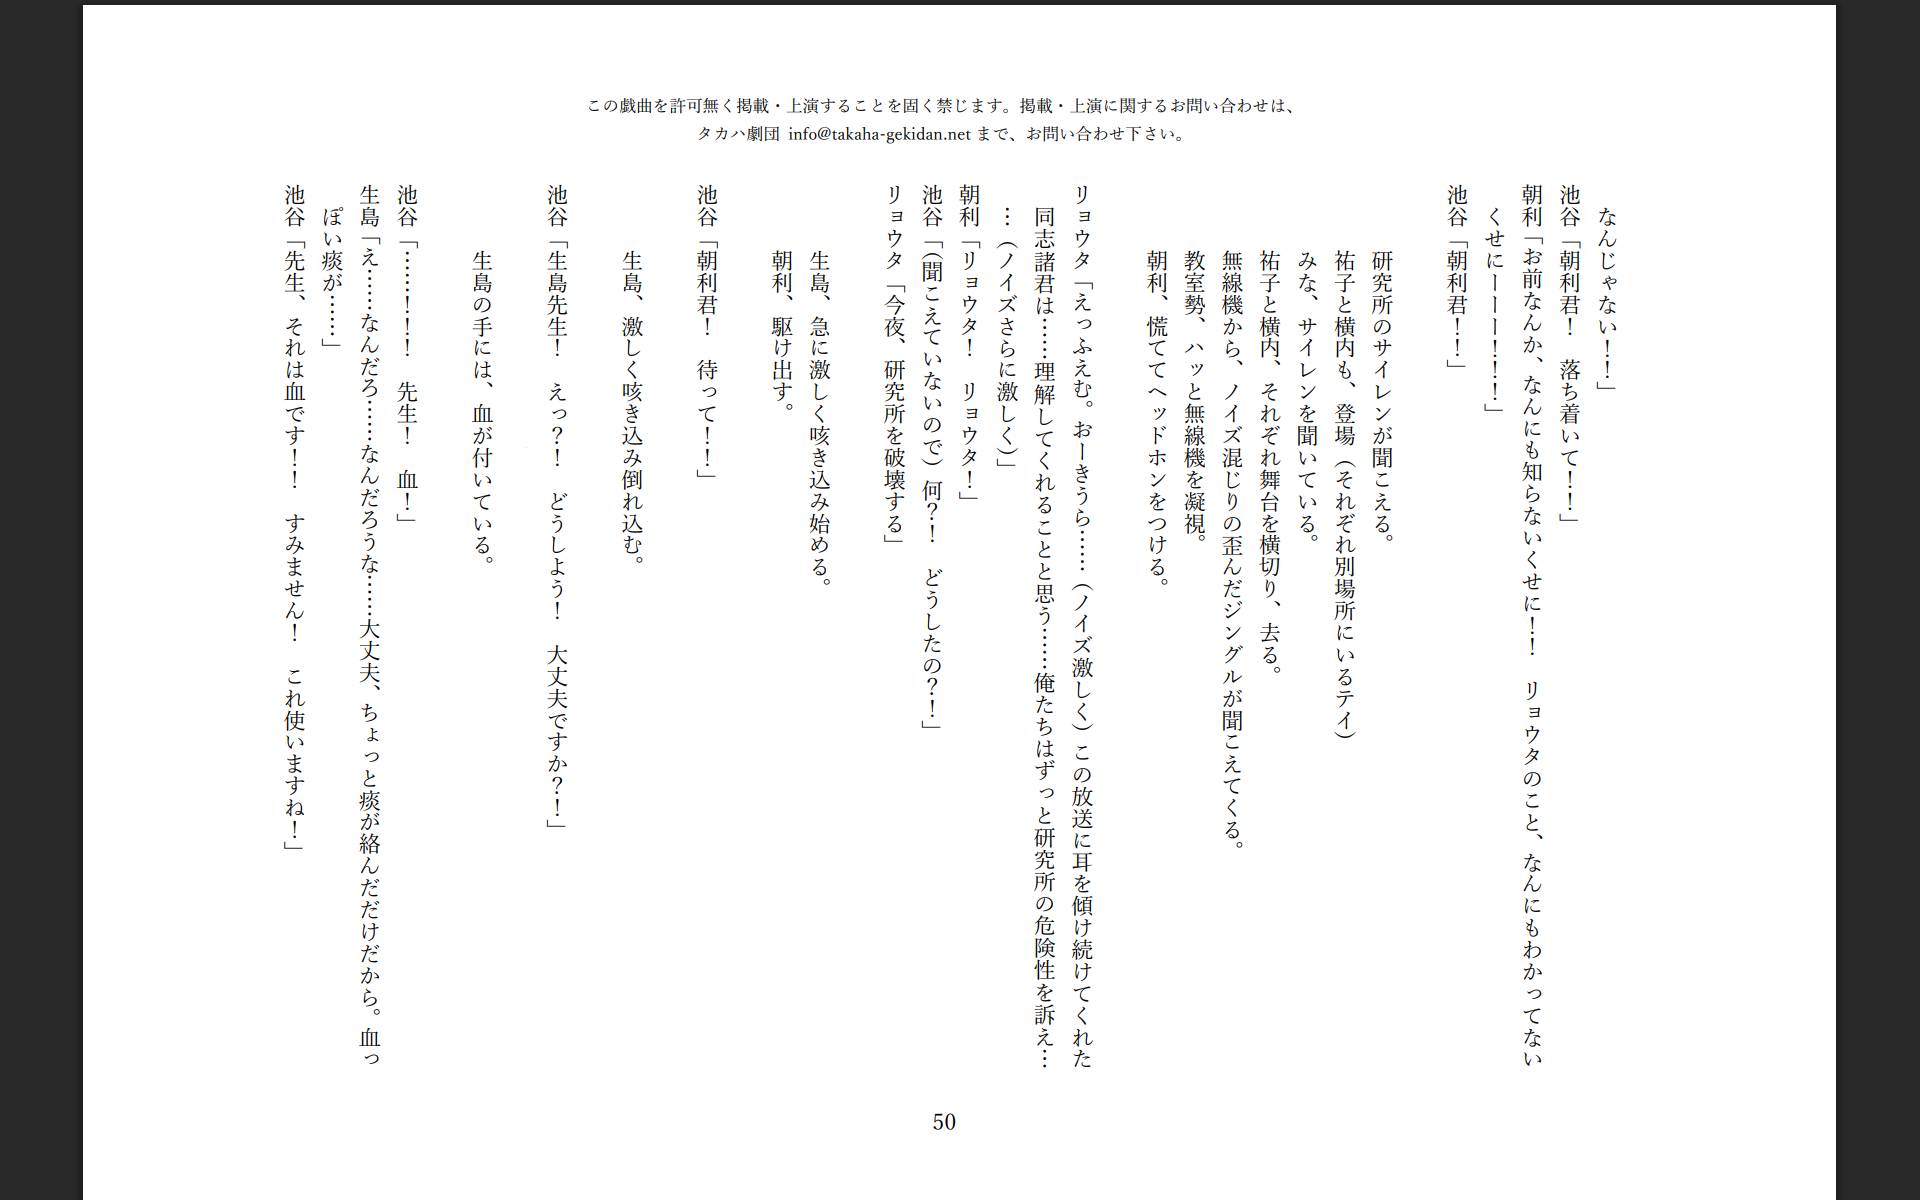 この戯曲を許可無く掲載・上演することを固く禁じます。掲載・上演に関するお問い合わせは、
タカハ劇団 info@takaha-gekidan.net まで、お問い合わせ下さい。
なんじゃない！！」
池谷「朝利君！　落ち着いて！！」
朝利「お前なんか、なんにも知らないくせに！！　リョウタのこと、なんにもわかってない
くせにーーー！！！」
池谷「朝利君！！」
研究所のサイレンが聞こえる。
祐子と横内も、登場（それぞれ別場所にいるテイ）
みな、サイレンを聞いている。
祐子と横内、それぞれ舞台を横切り、去る。
無線機から、ノイズ混じりの歪んだジングルが聞こえてくる。
教室勢、ハッと無線機を凝視。
朝利、慌ててヘッドホンをつける。
リョウタ「えっふえむ。おーきうら……（ノイズ激しく）この放送に耳を傾け続けてくれた
同志諸君は……理解してくれることと思う……俺たちはずっと研究所の危険性を訴え…
…（ノイズさらに激しく）」
朝利「リョウタ！　リョウタ！」
池谷「（聞こえていないので）何？！　どうしたの？！」
リョウタ「今夜、研究所を破壊する」
生島、急に激しく咳き込み始める。
朝利、駆け出す。
池谷「朝利君！　待って！！」
生島、激しく咳き込み倒れ込む。
池谷「生島先生！　えっ？！　どうしよう！　大丈夫ですか？！」
生島の手には、血が付いている。
池谷「……！！！　先生！　血！」
生島「え……なんだろ……なんだろうな……大丈夫、ちょっと痰が絡んだだけだから。血っ
ぽい痰が……」
池谷「先生、それは血です！！　すみません！　これ使いますね！」
50